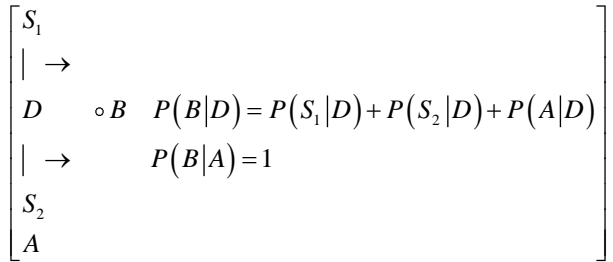 S₁
| →
D ∘ B P(B|D) = P(S₁|D) + P(S₂|D) + P(A|D)
| → P(B|A) = 1
S₂
A